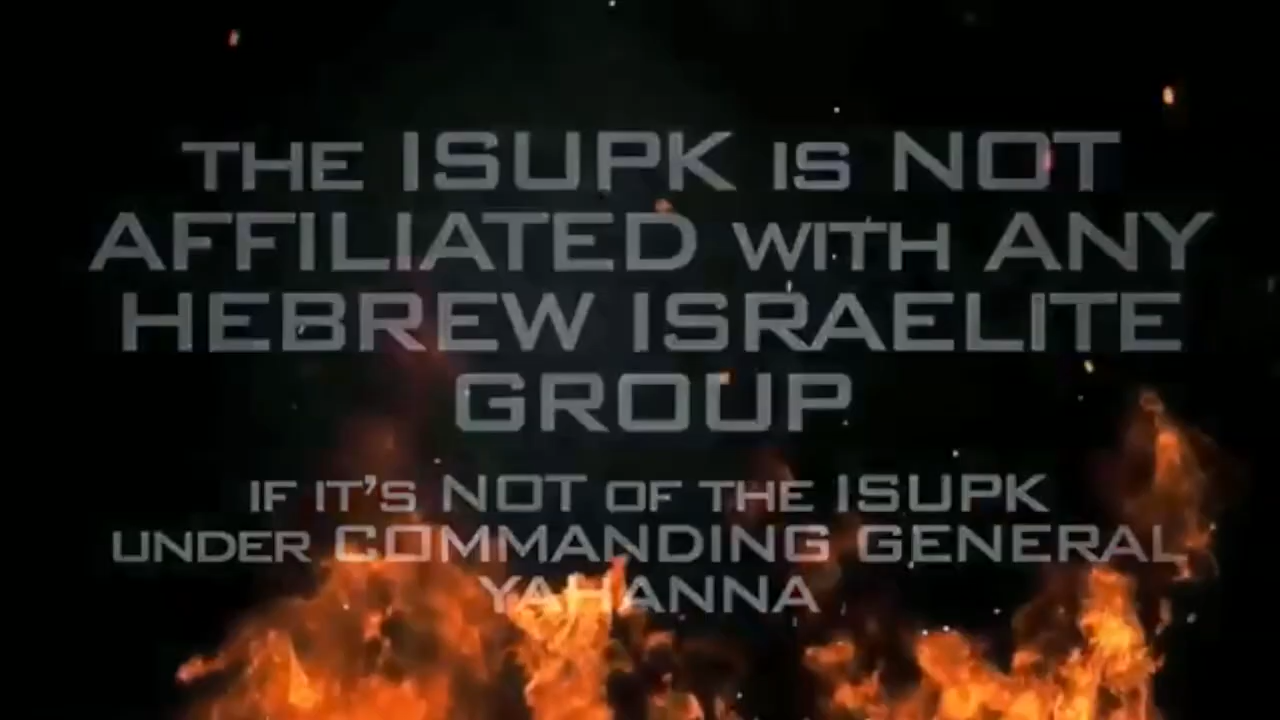 THE ISUPK IS NOT
AFFILIATED WITH ANY
HEBREW ISRAELITE
GROUP
IF IT'S NOT OF THE ISUPK
UNDER COMMANDING GENERAL
YAHANNA